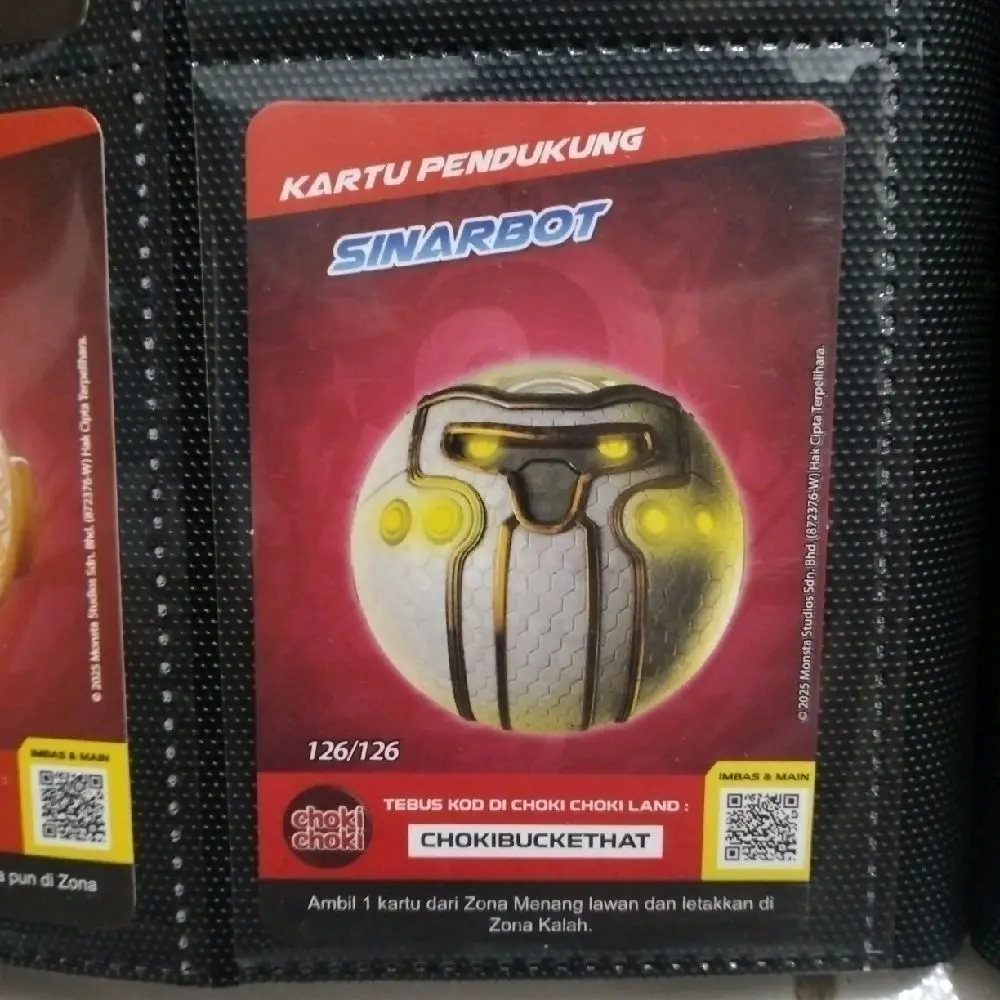 KARTU PENDUKUNG
SINARBOT
© 2025 Monsta Studios Sdn. Bhd. (872376-W) Hak Cipta Terpelihara.
126/126
choki
choki
TEBUS KOD DI CHOKI CHOKI LAND :
CHOKIBUCKETHAT
IMBAS & MAIN
Ambil 1 kartu dari Zona Menang lawan dan letakkan di
Zona Kalah.
© 2025 Monsta Studios Sdn. Bhd. (872376-W) Hak Cipta Terpelihara.
IMBAS & MAIN
pun di Zona